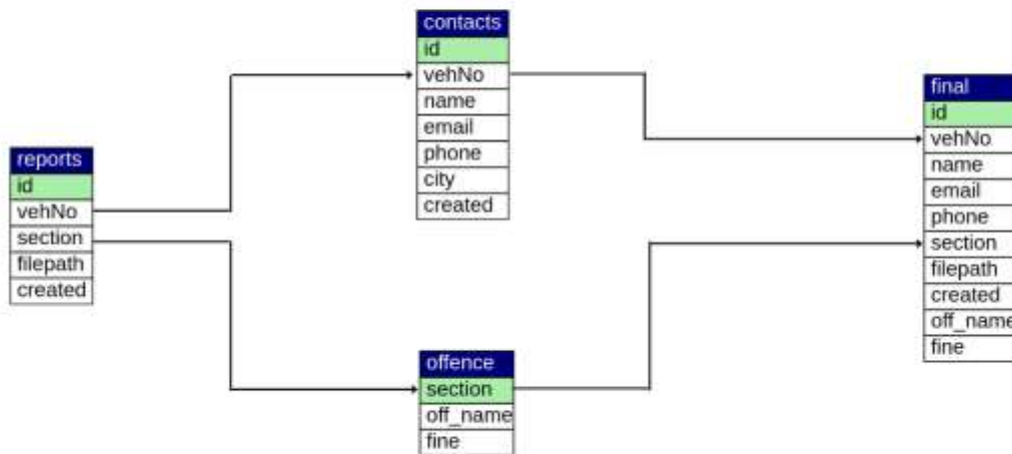 contacts
id
vehNo
name
email
phone
city
created
reports
id
vehNo
section
filepath
created
offence
section
off_name
fine
final
id
vehNo
name
email
phone
section
filepath
created
off_name
fine